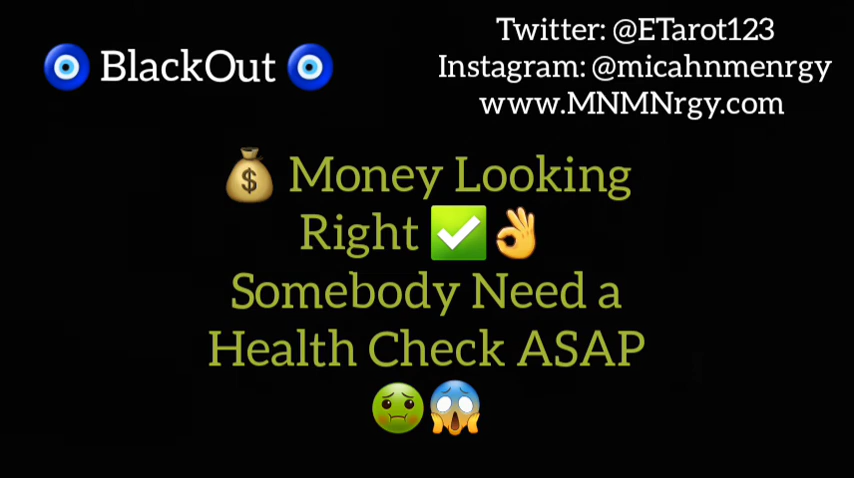 🧿 BlackOut 🧿
Twitter: @ETarot123
Instagram: @micahnmenrgy
www.MNMNrgy.com
💰 Money Looking
Right ✅👌
Somebody Need a
Health Check ASAP
🤢😱